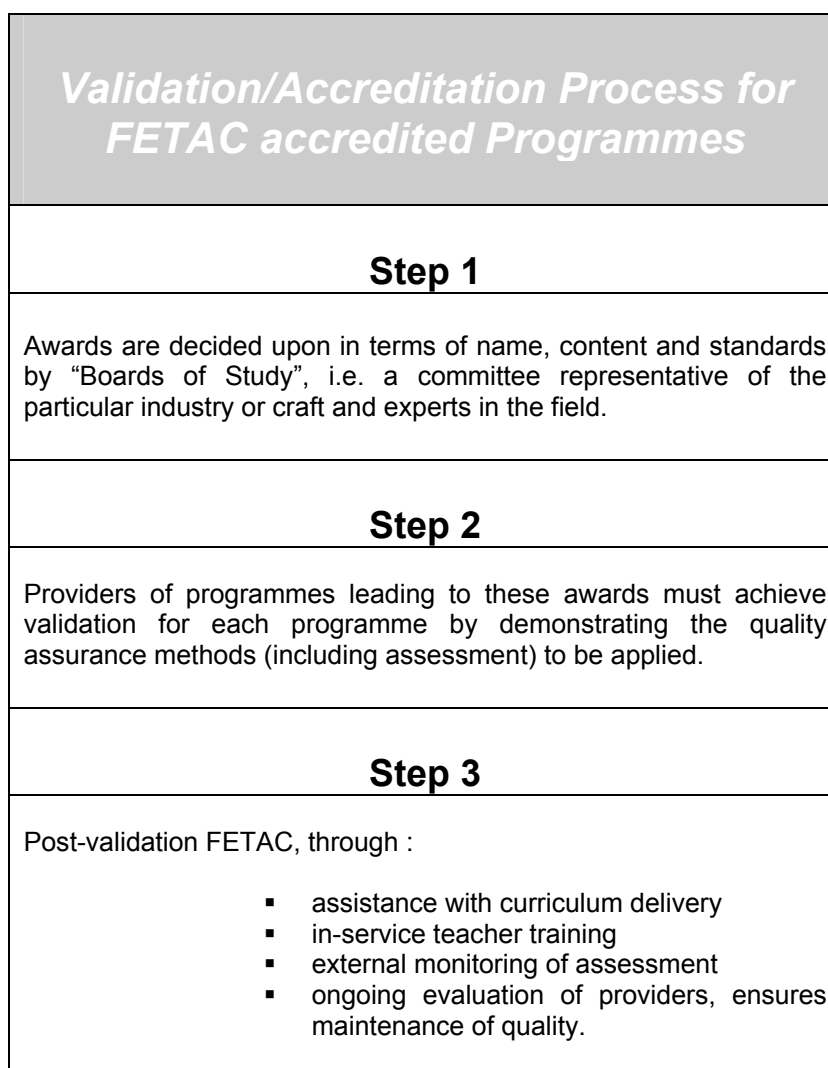 Validation/Accreditation Process for
FETAC accredited Programmes
Step 1
Awards are decided upon in terms of name, content and standards
by “Boards of Study”, i.e. a committee representative of the
particular industry or craft and experts in the field.
Step 2
Providers of programmes leading to these awards must achieve
validation for each programme by demonstrating the quality
assurance methods (including assessment) to be applied.
Step 3
Post-validation FETAC, through :
▪ assistance with curriculum delivery
▪ in-service teacher training
▪ external monitoring of assessment
▪ ongoing evaluation of providers, ensures
maintenance of quality.